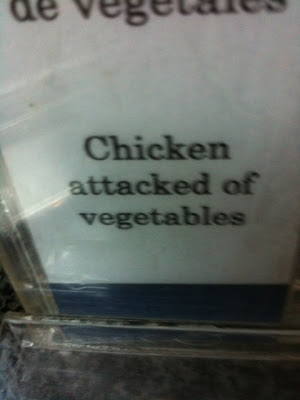 de vegetales
Chicken
attacked of
vegetables